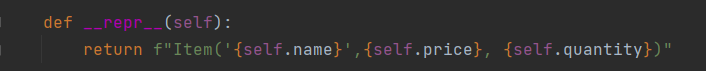 def __repr__(self):
return f"Item('{self.name}',{self.price}, {self.quantity})"